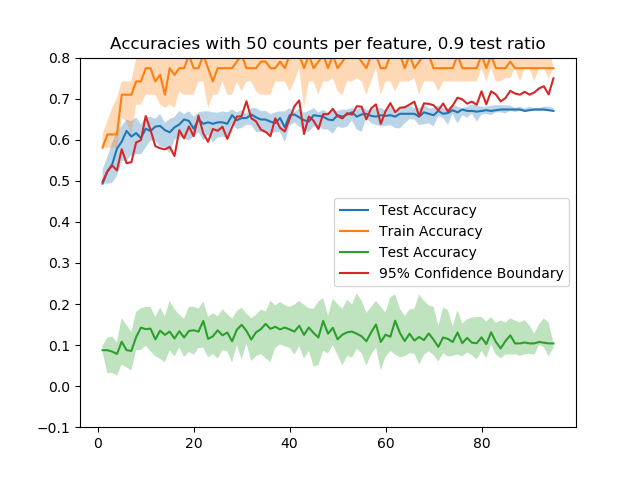 Accuracies with 50 counts per feature, 0.9 test ratio
0.8
0.7
0.6
0.5
0.4
0.3
0.2
0.1
0.0
−0.1
Test Accuracy
Train Accuracy
Test Accuracy
95% Confidence Boundary
0 20 40 60 80